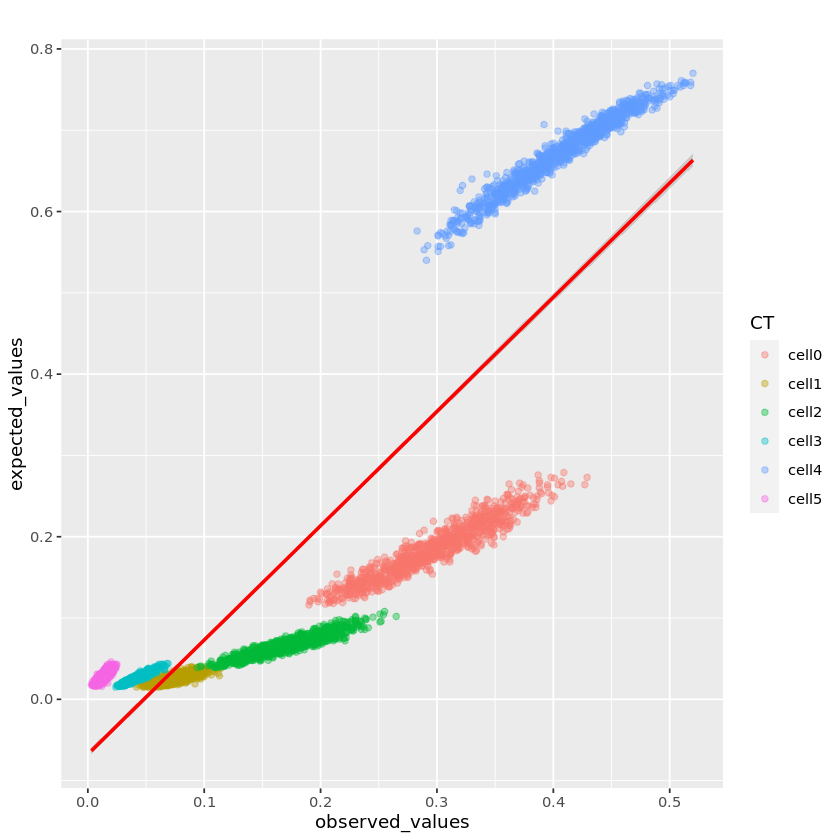 0.8
0.6
0.4
0.2
0.0
expected_values
0.0 0.1 0.2 0.3 0.4 0.5
observed_values
CT
cell0
cell1
cell2
cell3
cell4
cell5